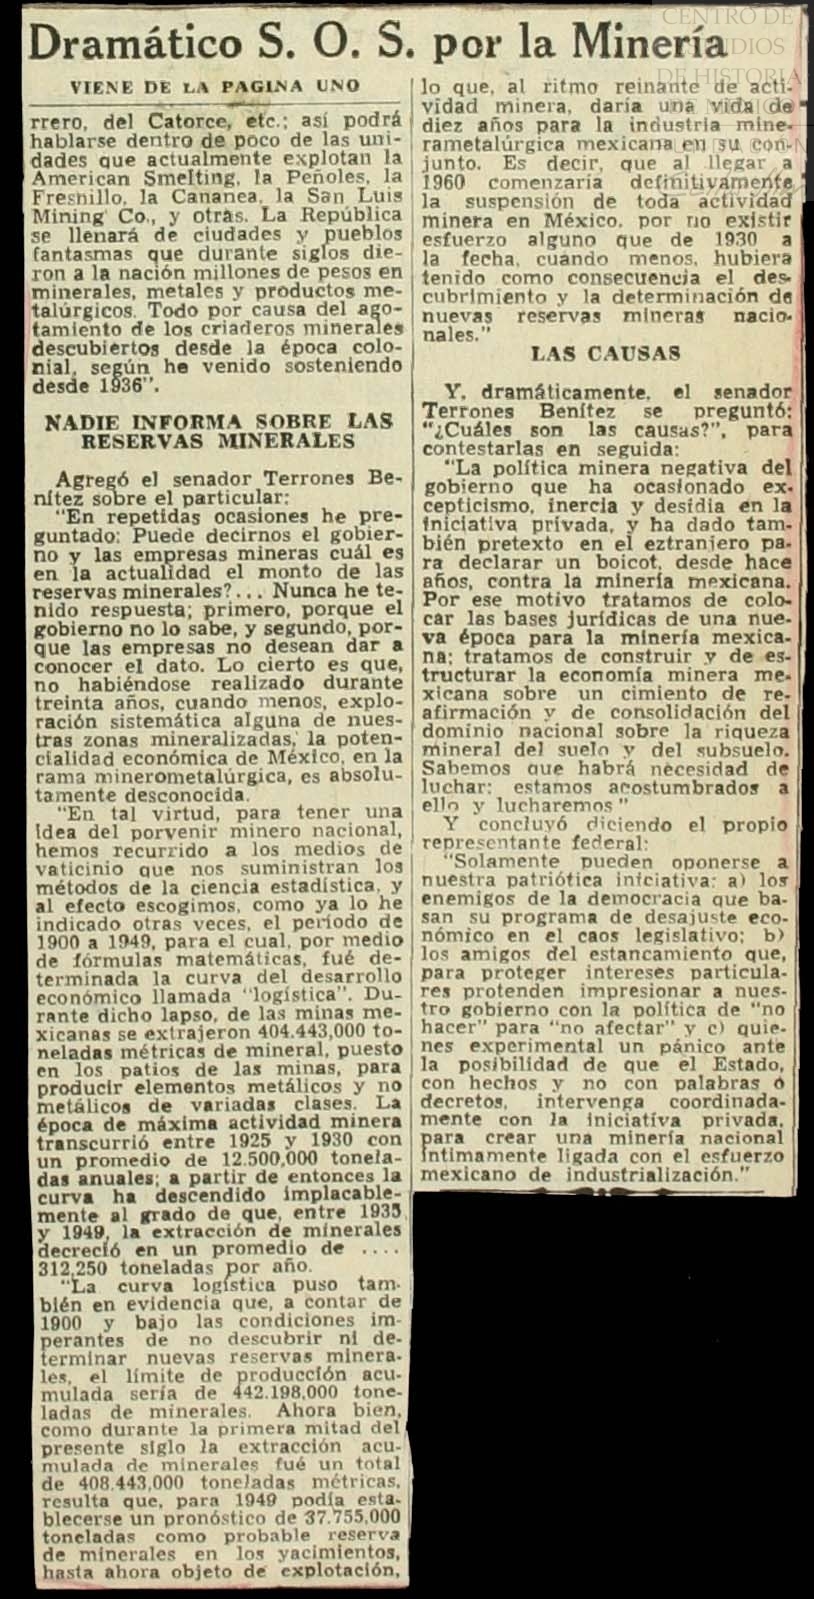 Dramático S. O. S. por la Minería
VIENE DE LA PAGINA UNO
rrero, del Catorce, etc.; así podrá
hablarse dentro de poco de las uni-
dades que actualmente explotan la
American Smelting, la Peñoles, la
Fresnillo, la Cananea, la San Luis
Mining Co., y otras. La República
se llenará de ciudades y pueblos
fantasmas que durante siglos die-
ron a la nación millones de pesos en
minerales, metales y productos me-
talúrgicos. Todo por causa del ago-
tamiento de los criaderos minerales
descubiertos desde la época colo-
nial, según he venido sosteniendo
desde 1936".
NADIE INFORMA SOBRE LAS
RESERVAS MINERALES
Agregó el senador Terrones Be-
nítez sobre el particular:
"En repetidas ocasiones he pre-
guntado: Puede decirnos el gobier-
no y las empresas mineras cuál es
en la actualidad el monto de las
reservas minerales?... Nunca he te-
nido respuesta; primero, porque el
gobierno no lo sabe, y segundo, por-
que las empresas no desean dar a
conocer el dato. Lo cierto es que,
no habiéndose realizado durante
treinta años, cuando menos, explo-
ración sistemática alguna de nues-
tras zonas mineralizadas, la poten-
cialidad económica de México, en la
rama minerometalúrgica, es absolu-
tamente desconocida.
"En tal virtud, para tener una
idea del porvenir minero nacional,
hemos recurrido a los medios de
vaticinio que nos suministran los
métodos de la ciencia estadística, y
al efecto escogimos, como ya lo he
indicado otras veces, el período de
1900 a 1949, para el cual, por medio
de fórmulas matemáticas, fué de-
terminada la curva del desarrollo
económico llamada "logística". Du-
rante dicho lapso, de las minas me-
xicanas se extrajeron 404.443,000 to-
neladas métricas de mineral, puesto
en los patios de las minas, para
producir elementos metálicos y no
metálicos de variadas clases. La
época de máxima actividad minera
transcurrió entre 1925 y 1930 con
un promedio de 12.500,000 tonela-
das anuales; a partir de entonces la
curva ha descendido implacable-
mente al grado de que, entre 1935
y 1949, la extracción de minerales
decreció en un promedio de ....
312,250 toneladas por año.
"La curva logística puso tam-
bién en evidencia que, a contar de
1900 y bajo las condiciones im-
perantes de no descubrir ni de-
terminar nuevas reservas minera-
les, el límite de producción acu-
mulada sería de 442.198,000 tone-
ladas de minerales. Ahora bien,
como durante la primera mitad del
presente siglo la extracción acu-
mulada de minerales fué un total
de 408.443,000 toneladas métricas,
resulta que, para 1949 podía esta-
blecerse un pronóstico de 37.755,000
toneladas como probable reserva
de minerales en los yacimientos,
hasta ahora objeto de explotación,
lo que, al ritmo reinante de acti-
vidad minera, daría una vida de
diez años para la industria mine-
rametalúrgica mexicana en su con-
junto. Es decir, que al llegar a
1960 comenzaría definitivamente
la suspensión de toda actividad
minera en México, por no existir
esfuerzo alguno que de 1930 a
la fecha, cuando menos, hubiera
tenido como consecuencia el des-
cubrimiento y la determinación de
nuevas reservas mineras nacio-
nales."
LAS CAUSAS
Y, dramáticamente, el senador
Terrones Benítez se preguntó:
"¿Cuáles son las causas?", para
contestarlas en seguida:
"La política minera negativa del
gobierno que ha ocasionado ex-
cepticismo, inercia y desidia en la
iniciativa privada, y ha dado tam-
bién pretexto en el eztranjero pa-
ra declarar un boicot, desde hace
años, contra la minería mexicana.
Por ese motivo tratamos de colo-
car las bases jurídicas de una nue-
va época para la minería mexica-
na; tratamos de construir y de es-
tructurar la economía minera me-
xicana sobre un cimiento de re-
afirmación y de consolidación del
dominio nacional sobre la riqueza
mineral del suelo y del subsuelo.
Sabemos que habrá necesidad de
luchar: estamos acostumbrados a
ello y lucharemos"
Y concluyó diciendo el propio
representante federal:
"Solamente pueden oponerse a
nuestra patriótica iniciativa: a) los
enemigos de la democracia que ba-
san su programa de desajuste eco-
nómico en el caos legislativo; b)
los amigos del estancamiento que,
para proteger intereses particula-
res protenden impresionar a nues-
tro gobierno con la política de "no
hacer" para "no afectar" y c) quie-
nes experimental un pánico ante
la posibilidad de que el Estado,
con hechos y no con palabras o
decretos, intervenga coordinada-
mente con la iniciativa privada,
para crear una minería nacional
íntimamente ligada con el esfuerzo
mexicano de industrialización."
CENTRO DE
DE HISTORIA